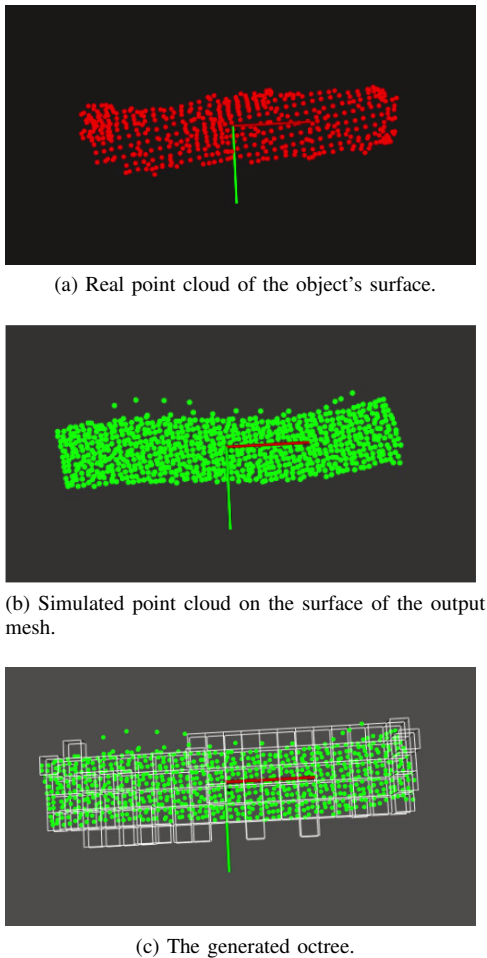 (a) Real point cloud of the object's surface.
(b) Simulated point cloud on the surface of the output
mesh.
(c) The generated octree.